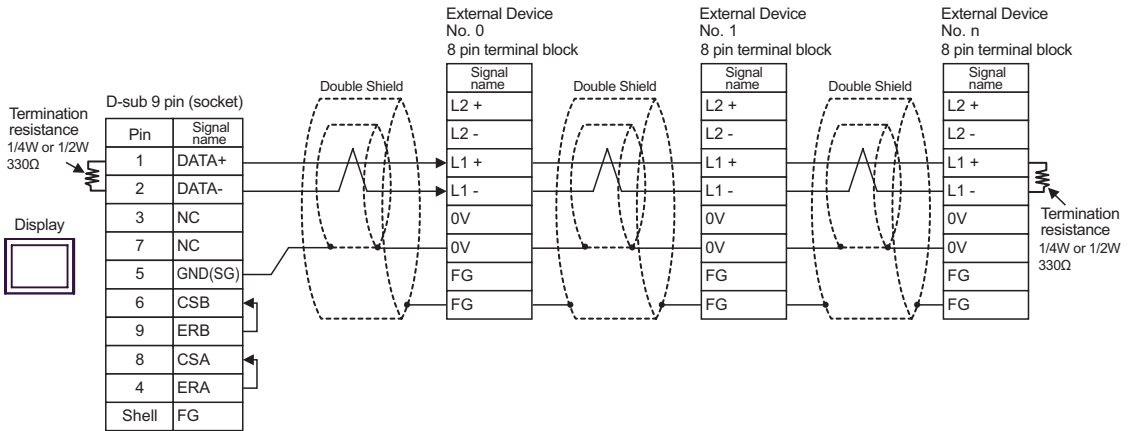 External Device
No. 0
8 pin terminal block
External Device
No. 1
8 pin terminal block
External Device
No. n
8 pin terminal block
Termination
resistance
1/4W or 1/2W
330Ω
Display
D-sub 9 pin (socket)
Pin Signal name
1 DATA+
2 DATA-
3 NC
7 NC
5 GND(SG)
6 CSB
9 ERB
8 CSA
4 ERA
Shell FG
Double Shield
Signal
name
L2 +
L2 -
L1 +
L1 -
0V
0V
FG
FG
Double Shield
Signal
name
L2 +
L2 -
L1 +
L1 -
0V
0V
FG
FG
Double Shield
Signal
name
L2 +
L2 -
L1 +
L1 -
0V
0V
FG
FG
Termination
resistance
1/4W or 1/2W
330Ω